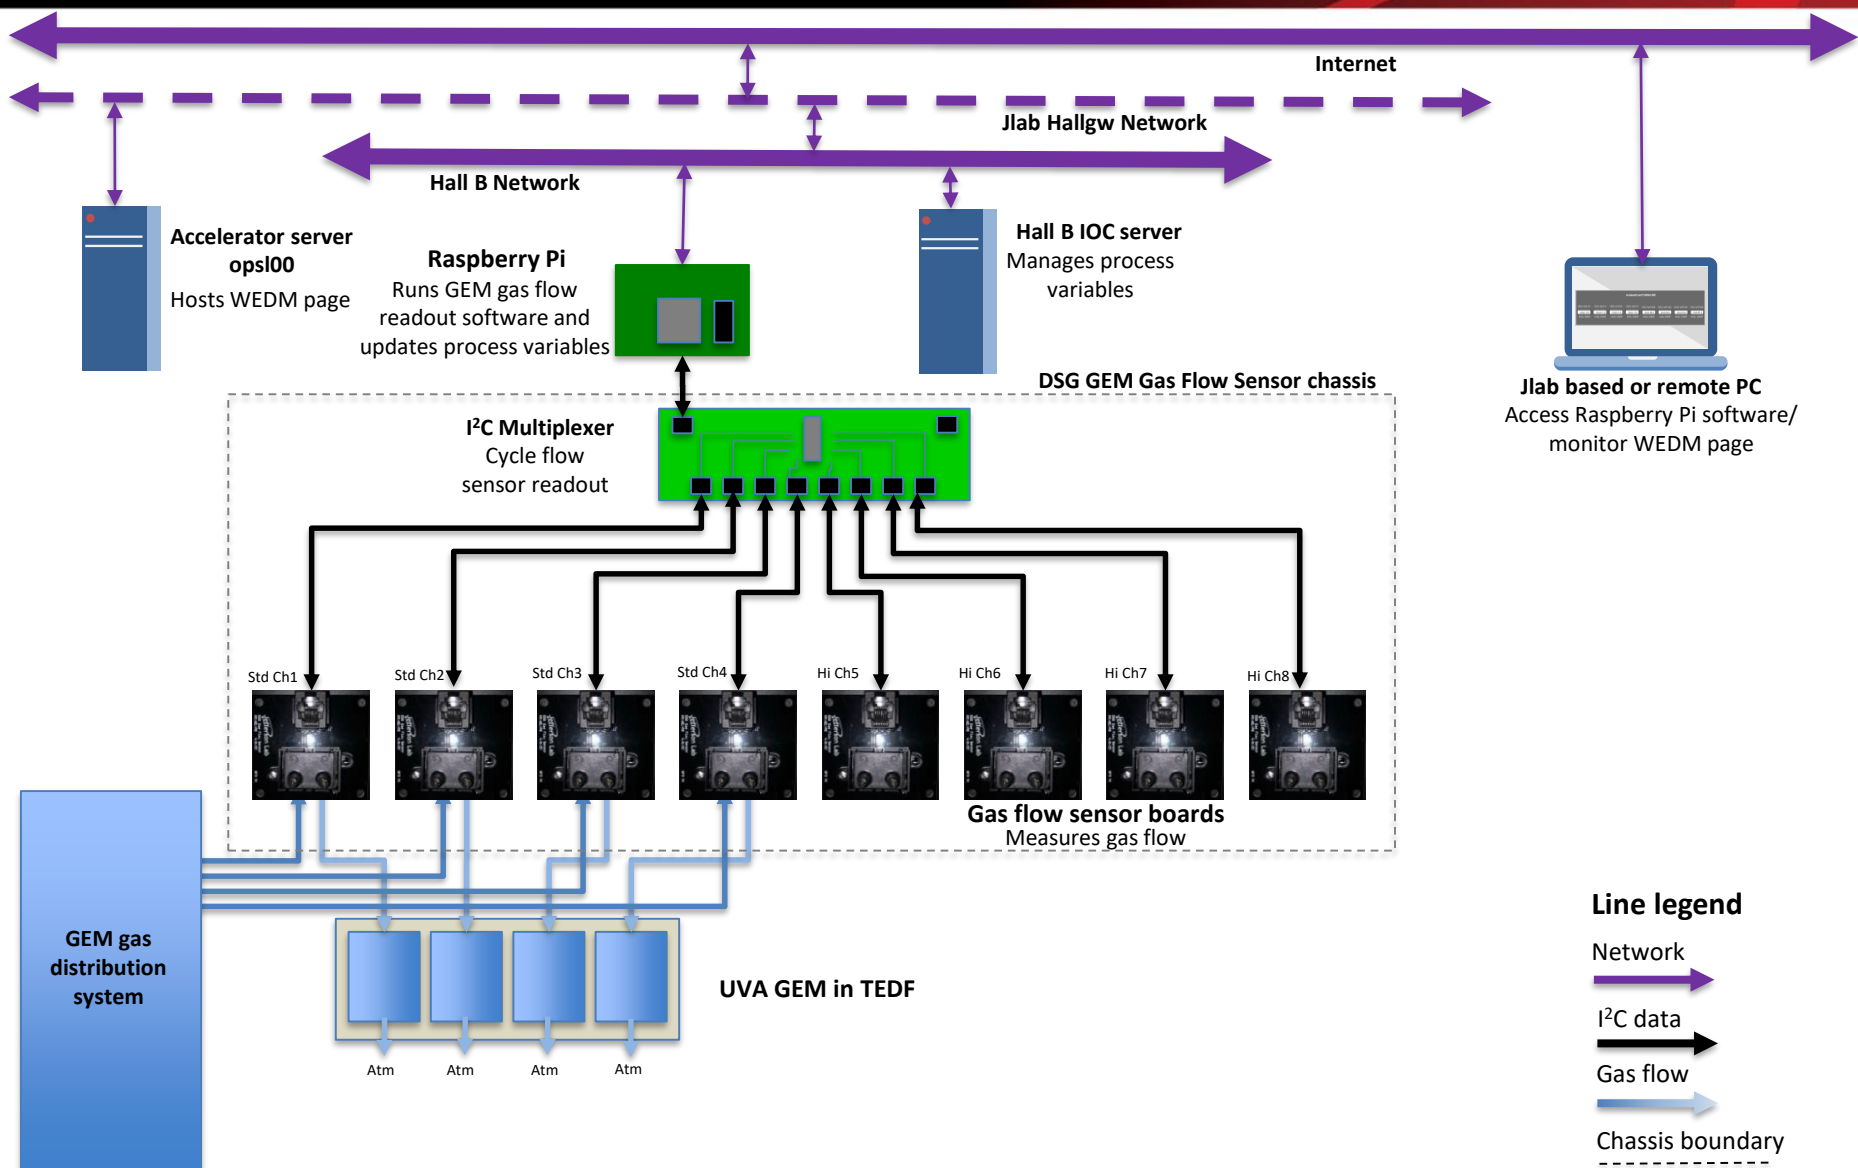 Internet
Jlab Hallgw Network
Hall B Network
Accelerator server
opsl00
Hosts WEDM page
Raspberry Pi
Runs GEM gas flow
readout software and
updates process variables
Hall B IOC server
Manages process
variables
Jlab based or remote PC
Access Raspberry Pi software/
monitor WEDM page
DSG GEM Gas Flow Sensor chassis
I²C Multiplexer
Cycle flow
sensor readout
Std Ch1
Std Ch2
Std Ch3
Std Ch4
Hi Ch5
Hi Ch6
Hi Ch7
Hi Ch8
Gas flow sensor boards
Measures gas flow
GEM gas
distribution
system
UVA GEM in TEDF
Atm
Atm
Atm
Atm
Line legend
Network
I²C data
Gas flow
Chassis boundary